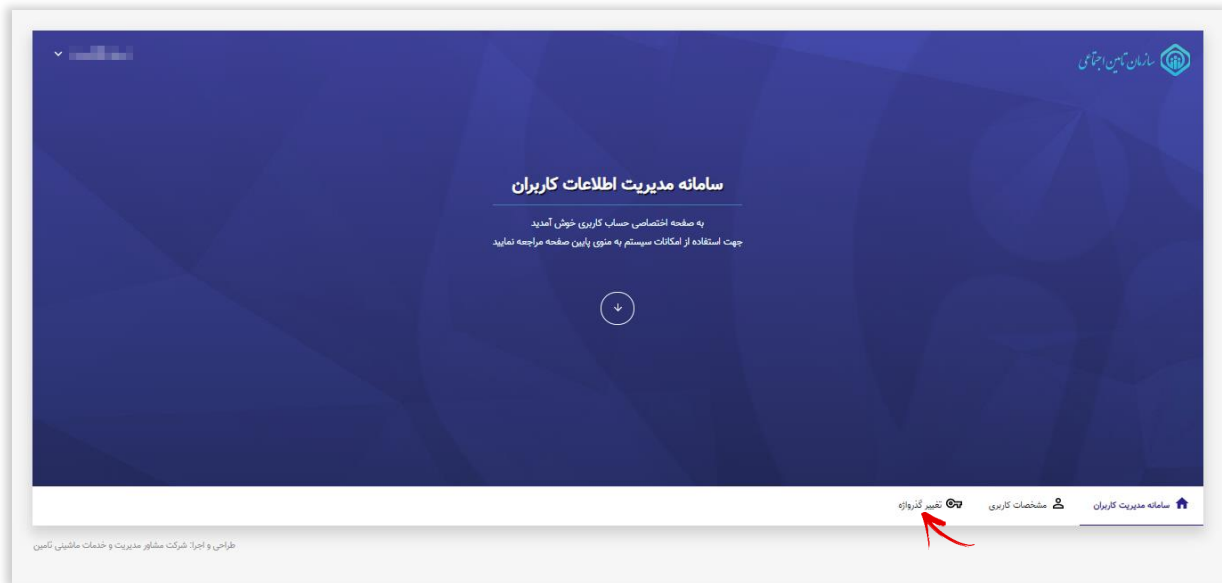 سازمان تامین اجتماعی
سامانه مدیریت اطلاعات کاربران
به صفحه اختصاصی حساب کاربری خوش آمدید
جهت استفاده از امکانات سیستم به منوی پایین صفحه مراجعه نمایید
سامانه مدیریت کاربران
مشخصات کاربری
تغییر گذرواژه
طراحی و اجرا: شرکت مشاور مدیریت و خدمات ماشینی تأمین